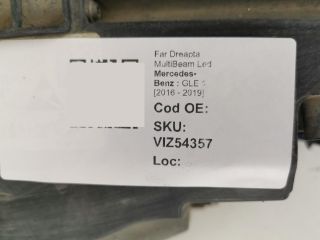 Far Dreapta
MultiBeam Led
Mercedes-
Benz : GLE
[2016 - 2019]
Cod OE:
SKU:
VIZ54357
Loc: